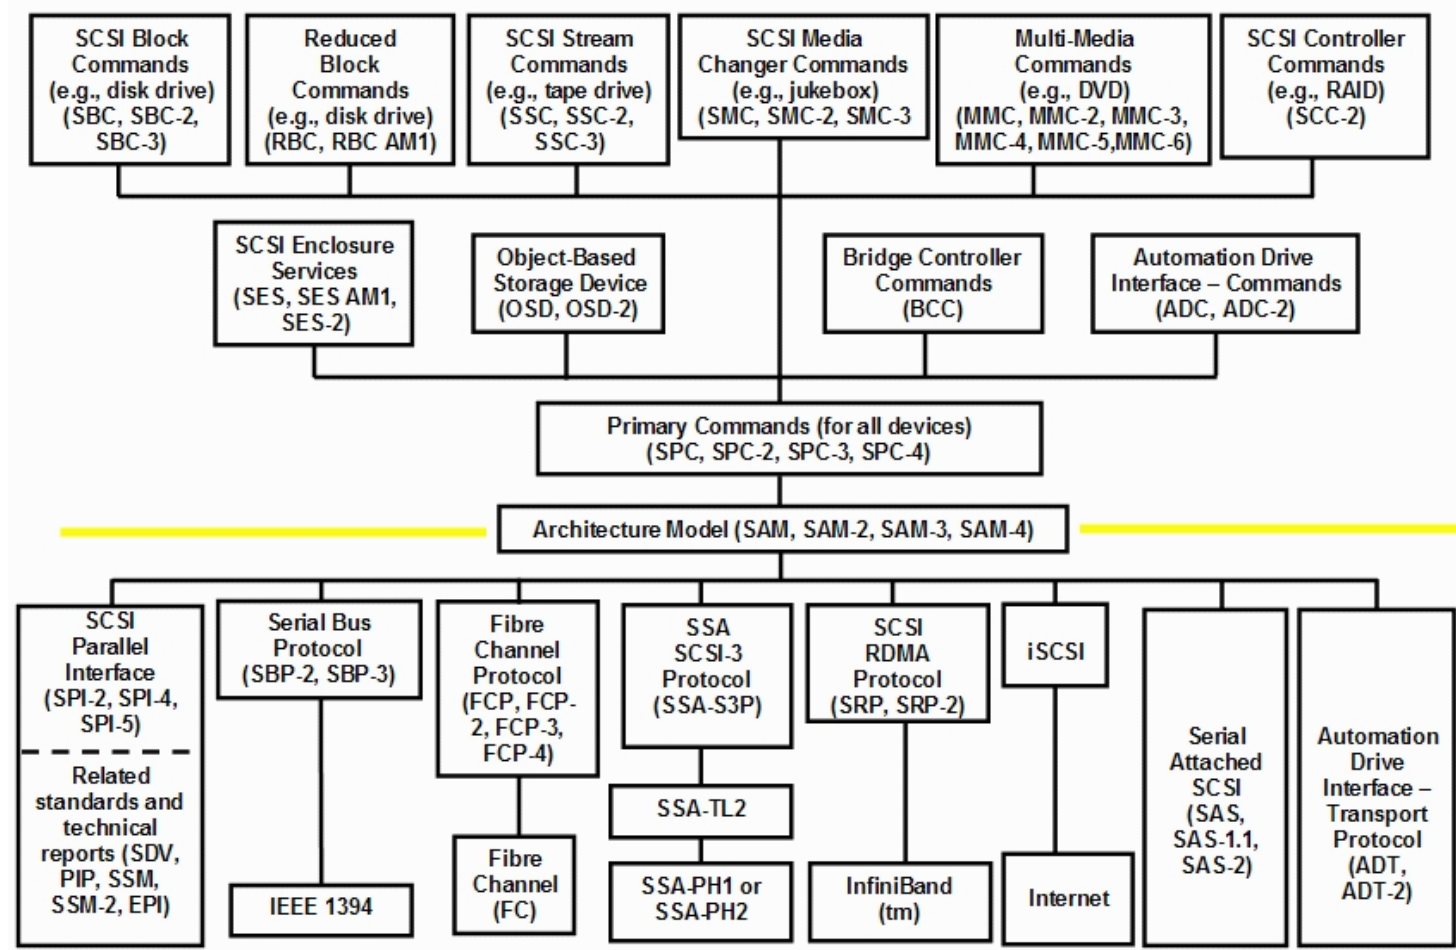 SCSI Block
Commands
(e.g., disk drive)
(SBC, SBC-2,
SBC-3)
Reduced
Block
Commands
(e.g., disk drive)
(RBC, RBC AM1)
SCSI Stream
Commands
(e.g., tape drive)
(SSC, SSC-2,
SSC-3)
SCSI Media
Changer Commands
(e.g., jukebox)
(SMC, SMC-2, SMC-3
Multi-Media
Commands
(e.g., DVD)
(MMC, MMC-2, MMC-3,
MMC-4, MMC-5,MMC-6)
SCSI Controller
Commands
(e.g., RAID)
(SCC-2)
SCSI Enclosure
Services
(SES, SES AM1,
SES-2)
Object-Based
Storage Device
(OSD, OSD-2)
Bridge Controller
Commands
(BCC)
Automation Drive
Interface – Commands
(ADC, ADC-2)
Primary Commands (for all devices)
(SPC, SPC-2, SPC-3, SPC-4)
Architecture Model (SAM, SAM-2, SAM-3, SAM-4)
SCSI
Parallel
Interface
(SPI-2, SPI-4,
SPI-5)
Related
standards and
technical
reports (SDV,
PIP, SSM,
SSM-2, EPI)
Serial Bus
Protocol
(SBP-2, SBP-3)
IEEE 1394
Fibre
Channel
Protocol
(FCP, FCP-
2, FCP-3,
FCP-4)
Fibre
Channel
(FC)
SSA
SCSI-3
Protocol
(SSA-S3P)
SSA-TL2
SSA-PH1 or
SSA-PH2
SCSI
RDMA
Protocol
(SRP, SRP-2)
InfiniBand
(tm)
iSCSI
Internet
Serial
Attached
SCSI
(SAS,
SAS-1.1,
SAS-2)
Automation
Drive
Interface –
Transport
Protocol
(ADT,
ADT-2)